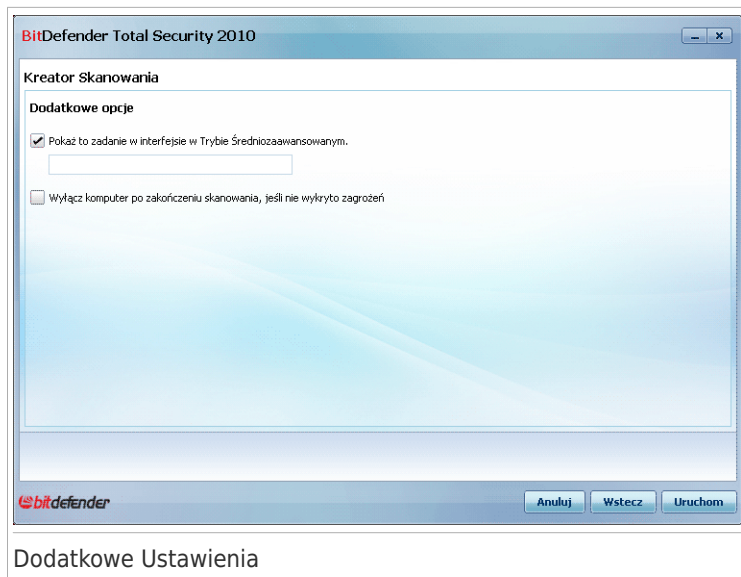 BitDefender Total Security 2010
Kreator Skanowania
Dodatkowe opcje
Pokaż to zadanie w interfejsie w Trybie Średniozaawansowanym.
Wyłącz komputer po zakończeniu skanowania, jeśli nie wykryto zagrożeń
bitdefender
Anuluj Wstecz Uruchom
Dodatkowe Ustawienia